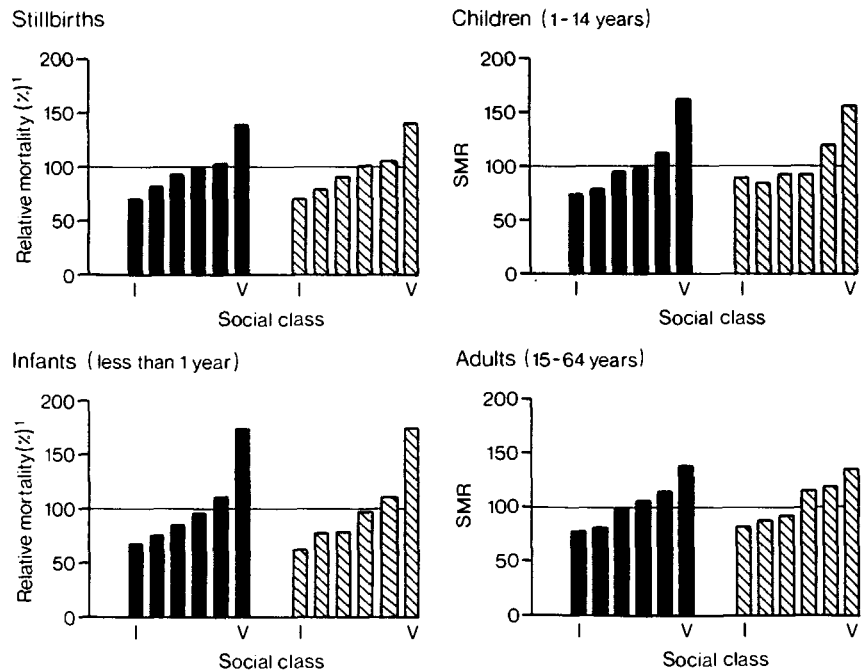 Stillbirths
200
150
100
50
0
Relative mortality (%)¹
I
V
Social class
Children (1-14 years)
200
150
100
50
0
SMR
I
V
I
V
Social class
Infants (less than 1 year)
200
150
100
50
0
Relative mortality (%)¹
I
V
I
V
Social class
Adults (15-64 years)
200
150
100
50
0
SMR
I
V
I
V
Social class